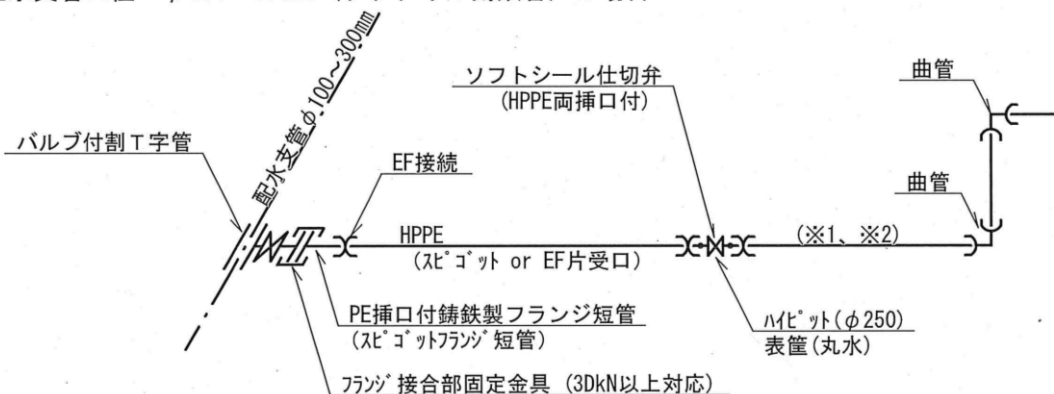 バルブ付割T字管
配水支管φ100~300mm
EF接続
ソフトシール仕切弁
(HPPE両挿口付)
曲管
曲管
HPPE
(スピゴット or EF片受口)
(※1、※2)
PE挿口付鋳鉄製フランジ短管
(スピゴットフランジ短管)
フランジ接合部固定金具 (3DkN以上対応)
ハイピット(φ250)
表筐(丸水)